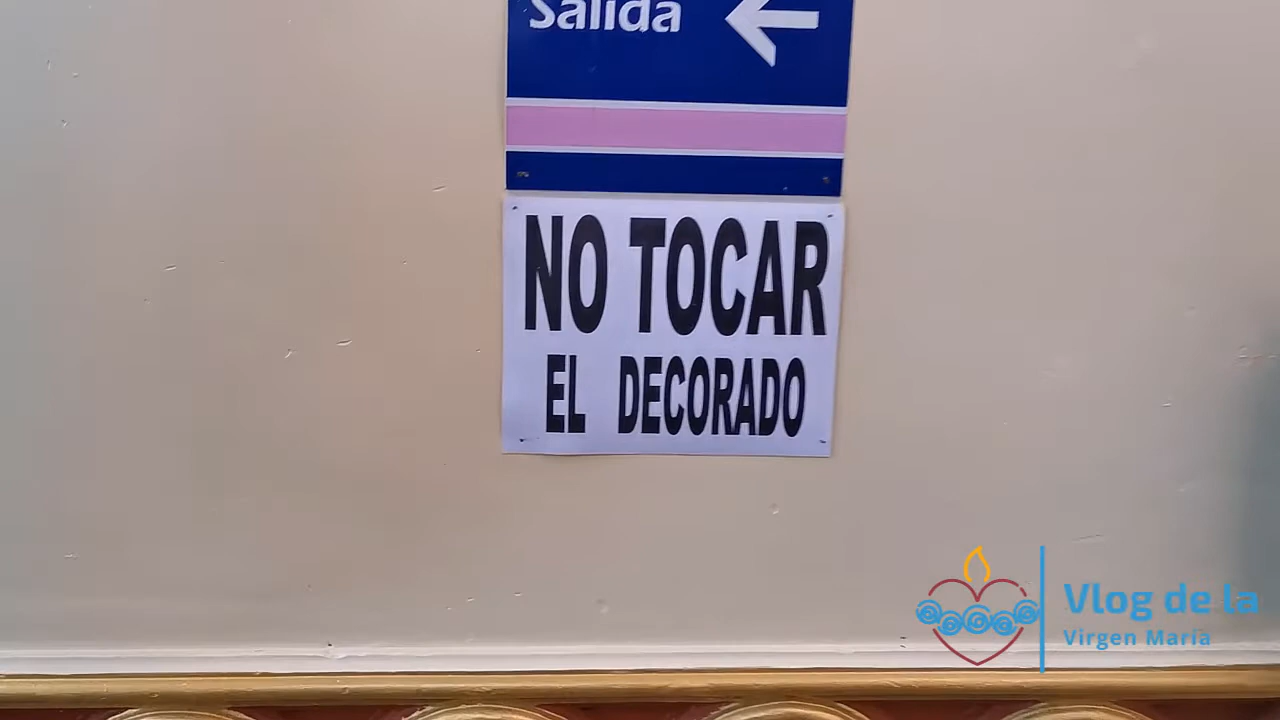 Salida
NO TOCAR
EL DECORADO
Vlog de la
Virgen María